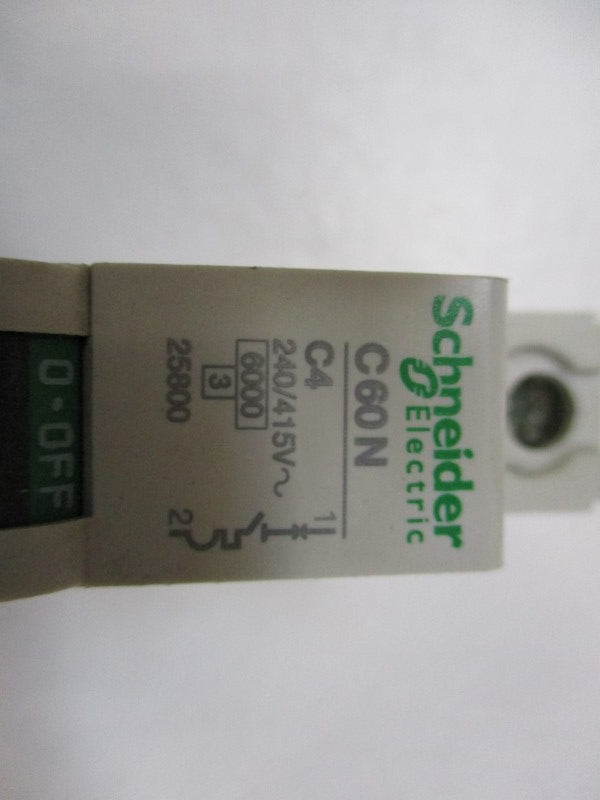 Schneider
Electric
C60N
C4
240/415V~
6000
3
25800
1
2
O·OFF